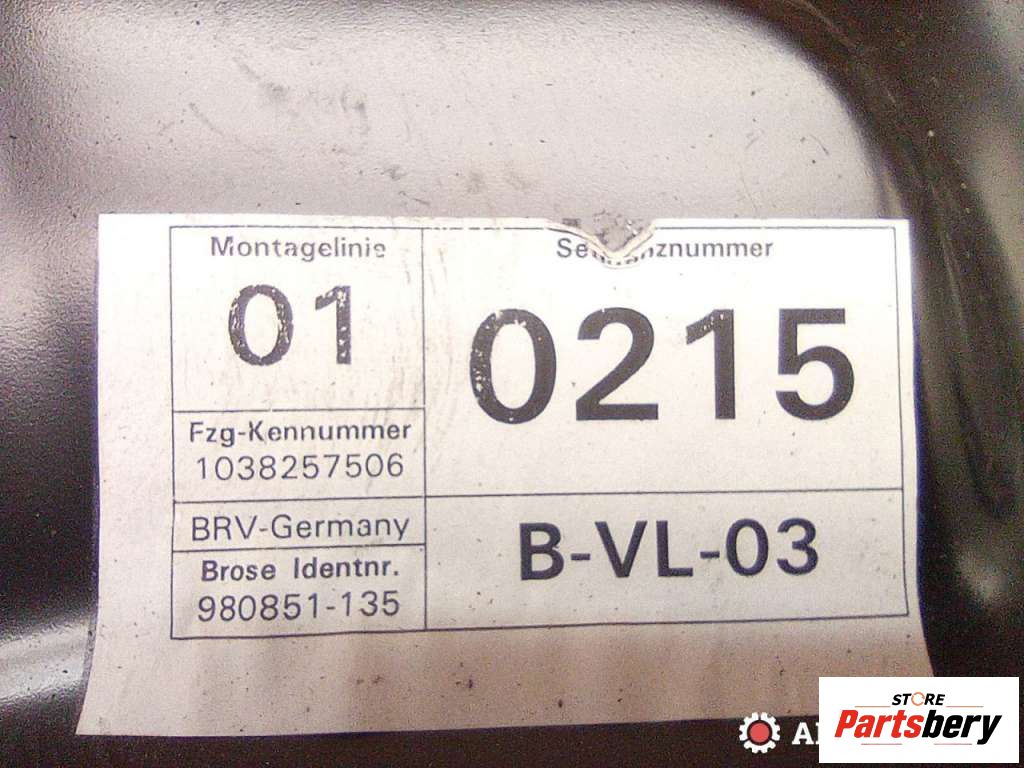 Montagelinie
01
Fzg-Kennummer
1038257506
BRV-Germany
Brose Identnr.
980851-135
0215
B-VL-03
STORE
Partsbery